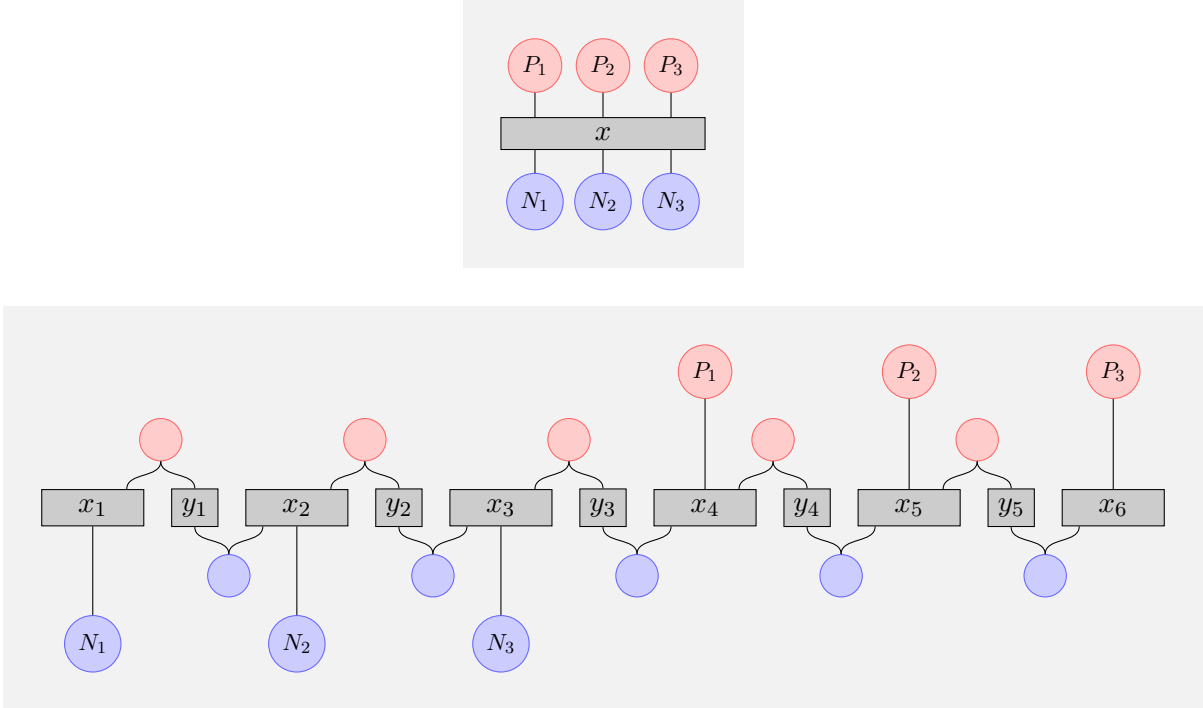 P₁ P₂ P₃
x
N₁ N₂ N₃
P₁ P₂ P₃
x₁ y₁ x₂ y₂ x₃ y₃ x₄ y₄ x₅ y₅ x₆
N₁ N₂ N₃